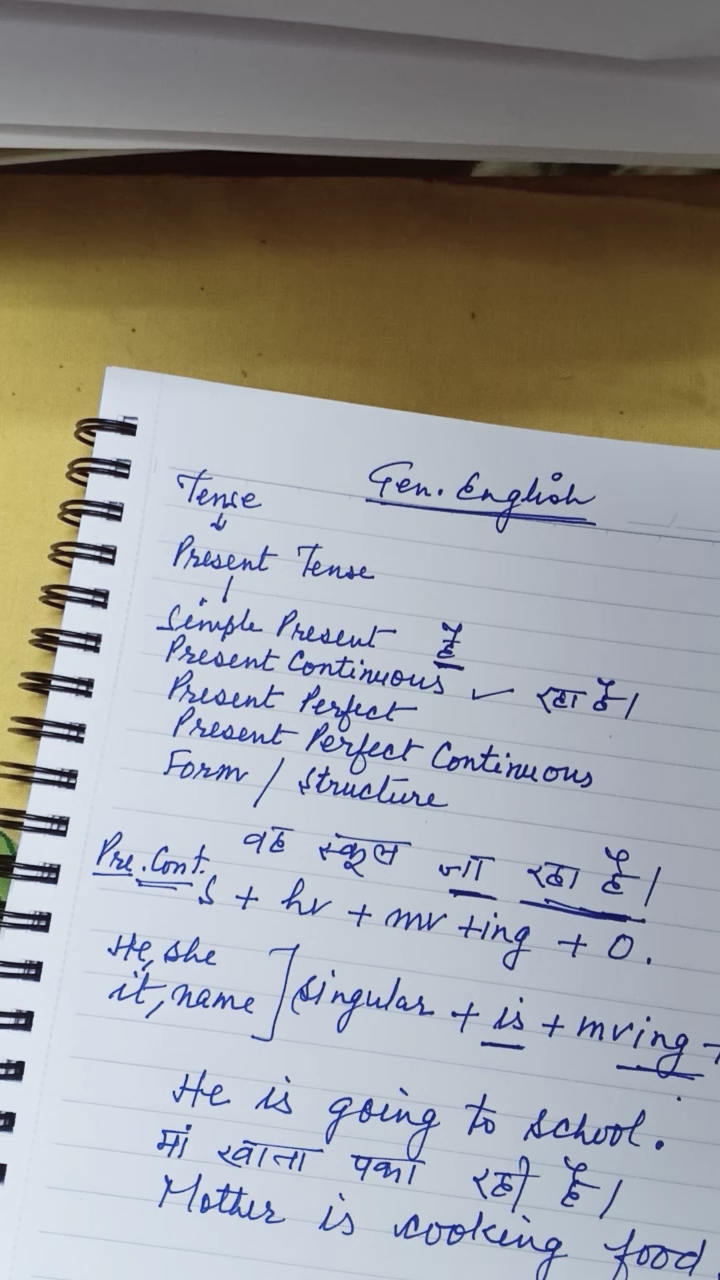 Gen. English
Tense
↓
Present Tense
Simple Present है
Present Continuous ✓ रहा है।
Present Perfect
Present Perfect Continuous
Form / Structure
वह स्कूल जा रहा है।
Pre. Cont. S + hv + mv + ing + O.
He, she
it, name ] singular + is + mving +
He is going to school.
मां खाना पका रही है।
Mother is cooking food